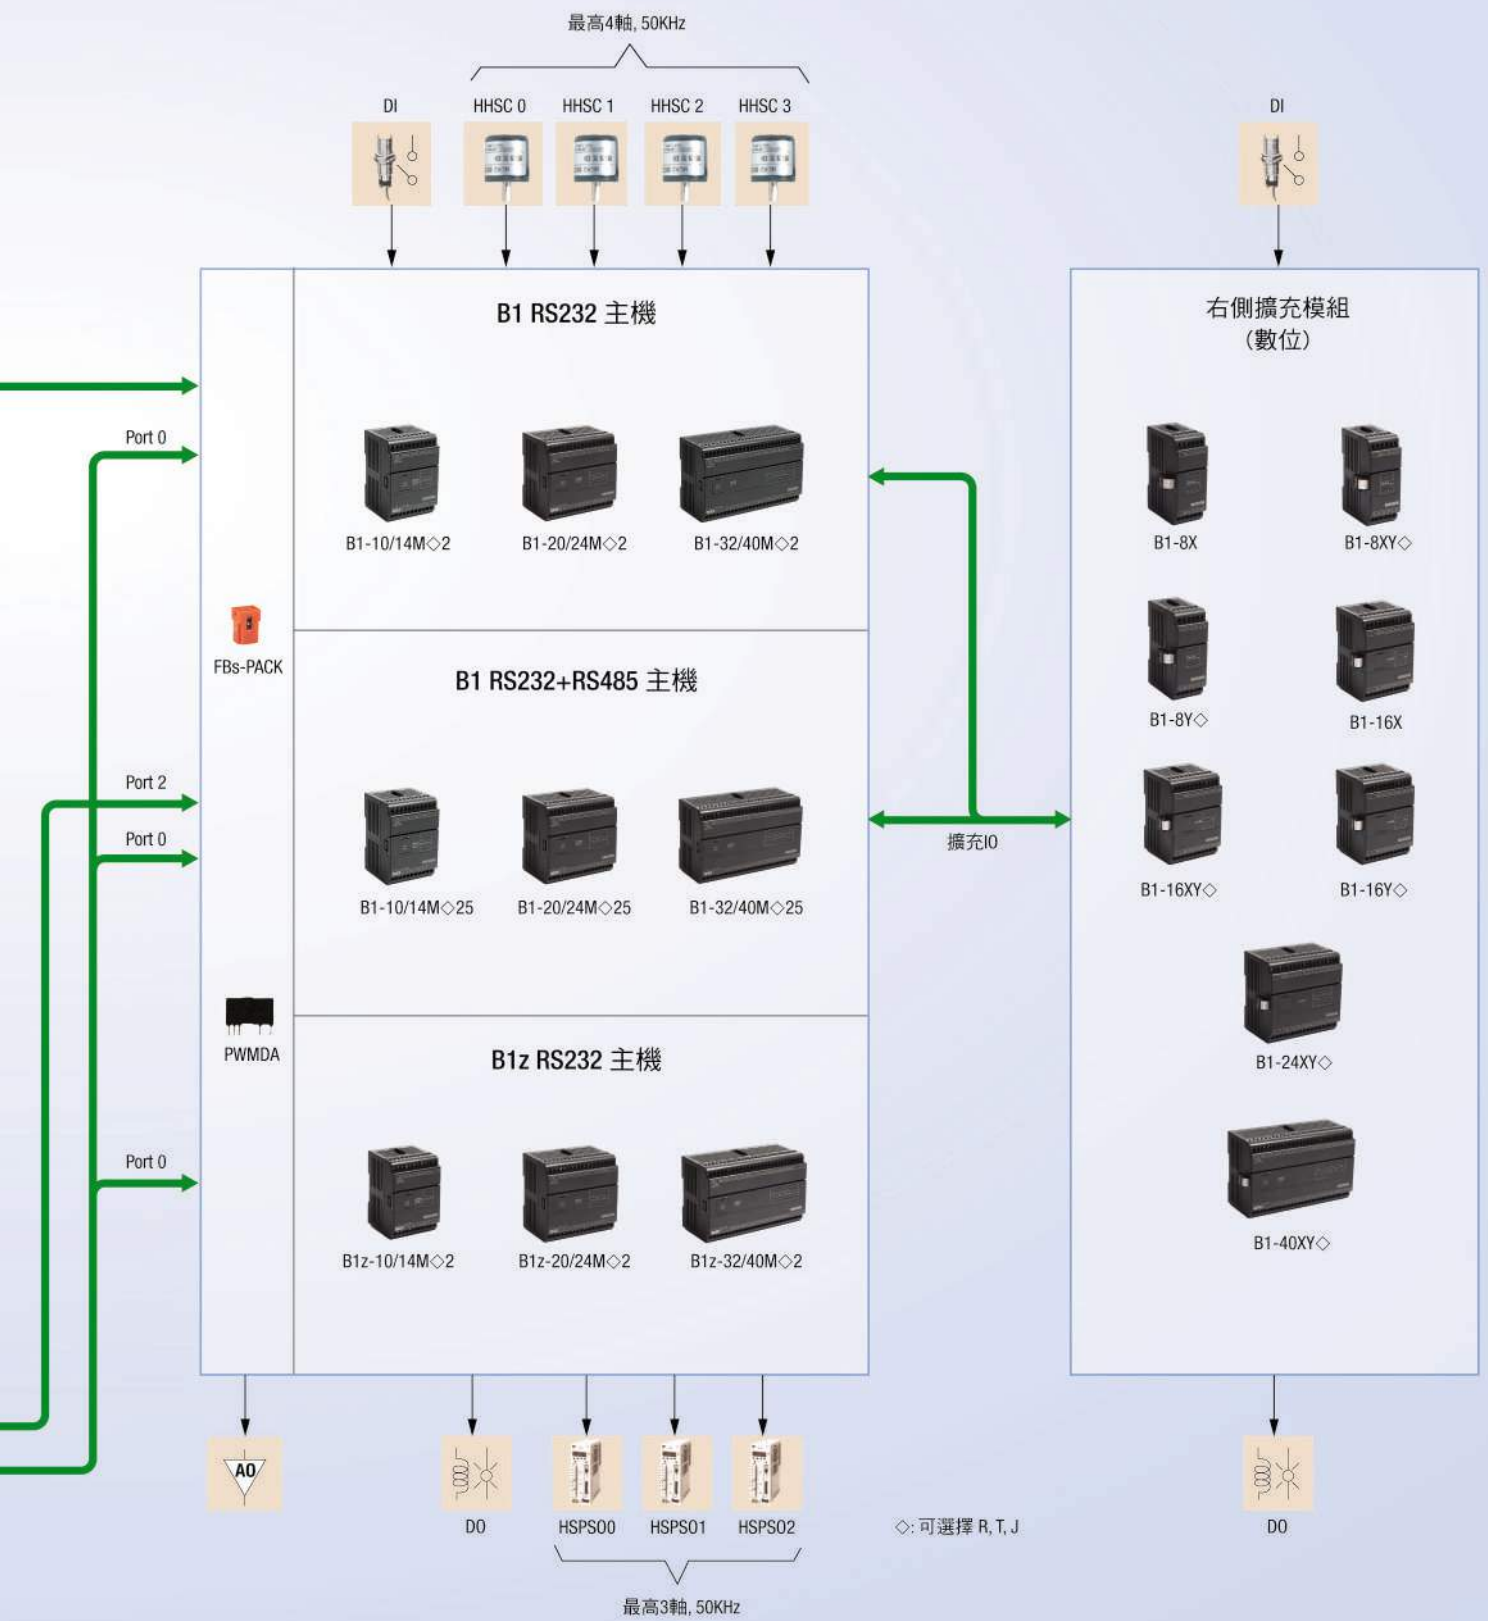 最高4軸, 50KHz
DI
HHSC 0
HHSC 1
HHSC 2
HHSC 3
DI
B1 RS232 主機
右側擴充模組
(數位)
Port 0
B1-10/14M◇2
B1-20/24M◇2
B1-32/40M◇2
B1-8X
B1-8XY◇
FBs-PACK
B1 RS232+RS485 主機
B1-8Y◇
B1-16X
Port 2
Port 0
擴充IO
B1-10/14M◇25
B1-20/24M◇25
B1-32/40M◇25
B1-16XY◇
B1-16Y◇
PWMDA
B1z RS232 主機
B1-24XY◇
Port 0
B1z-10/14M◇2
B1z-20/24M◇2
B1z-32/40M◇2
B1-40XY◇
AO
DO
HSPSO0
HSPSO1
HSPSO2
◇: 可選擇 R, T, J
DO
最高3軸, 50KHz